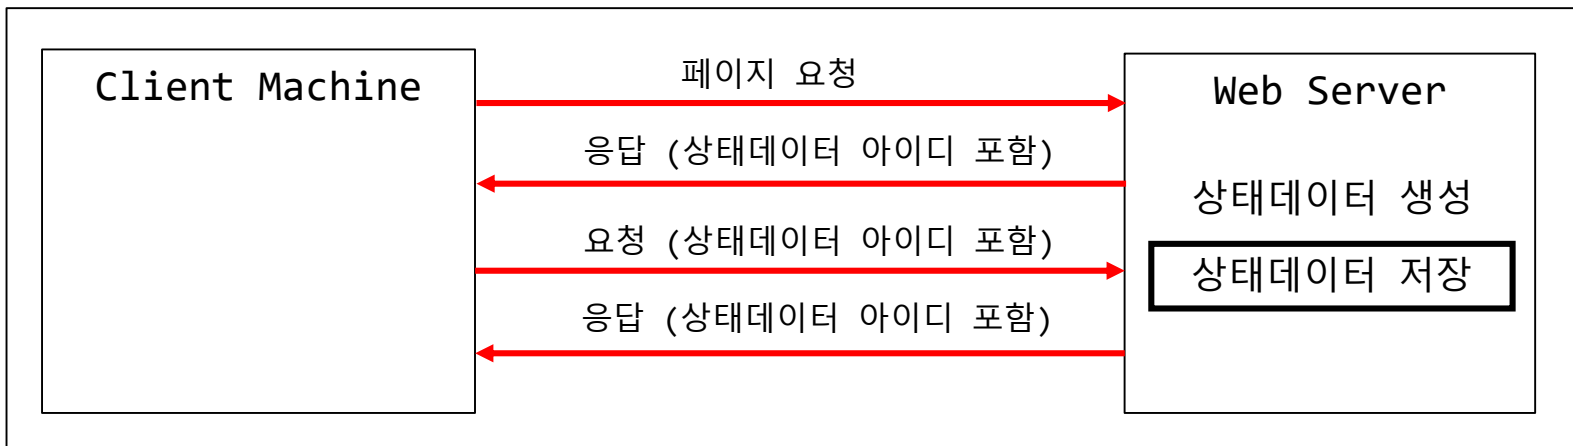 Client Machine
페이지 요청
Web Server
응답 (상태데이터 아이디 포함)
상태데이터 생성
요청 (상태데이터 아이디 포함)
상태데이터 저장
응답 (상태데이터 아이디 포함)